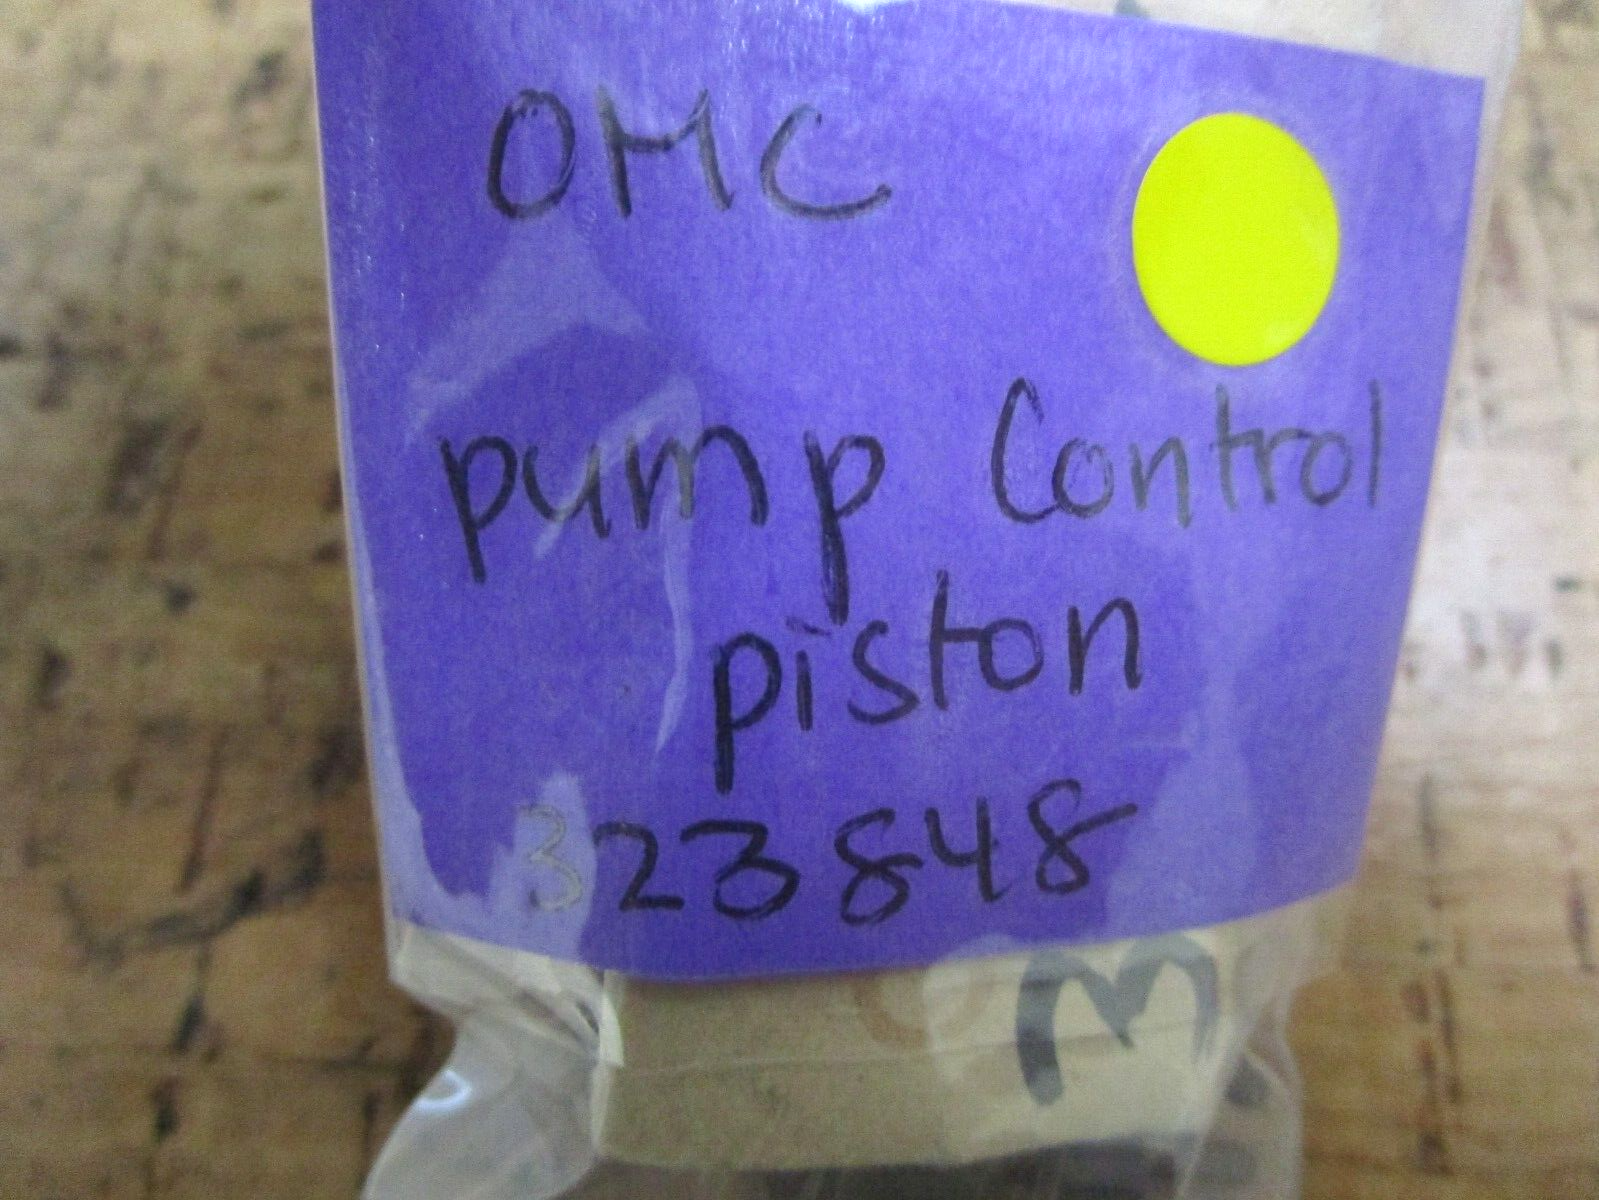 OMC
pump Control
piston
323848
M